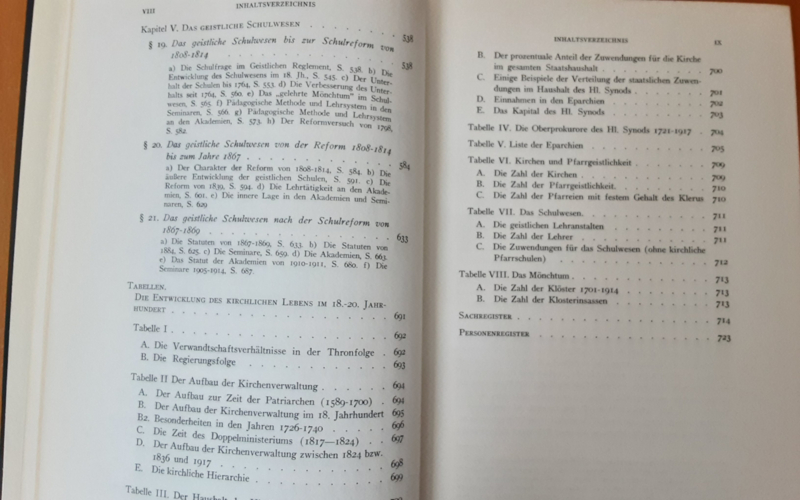 VIII INHALTSVERZEICHNIS
Kapitel V. DAS GEISTLICHE SCHULWESEN . . . . . . . 538
§ 19. Das geistliche Schulwesen bis zur Schulreform von
1808-1814 . . . . . . . . . . . . 538
a) Die Schulfrage im Geistlichen Reglement, S. 538. b) Die
Entwicklung des Schulwesens im 18. Jh., S. 545. c) Der Unter-
halt der Schulen bis 1764, S. 553. d) Die Verbesserung des Unter-
halts seit 1764, S. 560. e) Das „gelehrte Mönchtum" im Schul-
wesen, S. 565. f) Pädagogische Methode und Lehrsystem in den
Seminaren, S. 566. g) Pädagogische Methode und Lehrsystem
an den Akademien, S. 573. h) Der Reformversuch von 1798,
S. 582.
§ 20. Das geistliche Schulwesen von der Reform 1808-1814
bis zum Jahre 1867 . . . . . . . . . . 584
a) Der Charakter der Reform von 1808-1814, S. 584. b) Die
äußere Entwicklung der geistlichen Schulen, S. 591. c) Die
Reform von 1839, S. 594. d) Die Lehrtätigkeit an den Akade-
mien, S. 601. e) Die innere Lage in den Akademien und Semi-
naren, S. 629
§ 21. Das geistliche Schulwesen nach der Schulreform von
1867-1869 . . . . . . . . . . . . 633
a) Die Statuten von 1867-1869, S. 633. b) Die Statuten von
1884, S. 625. c) Die Seminare, S. 659. d) Die Akademien, S. 663.
e) Das Statut der Akademien von 1910-1911, S. 680. f) Die
Seminare 1905-1914, S. 687.
TABELLEN.
DIE ENTWICKLUNG DES KIRCHLICHEN LEBENS IM 18.-20. JAHR-
HUNDERT . . . . . . . . . . . . . 691
Tabelle I . . . . . . . . . . . . . 692
A. Die Verwandtschaftsverhältnisse in der Thronfolge . 692
B. Die Regierungsfolge . . . . . . . . . 693
Tabelle II Der Aufbau der Kirchenverwaltung . . . . . 694
A. Der Aufbau zur Zeit der Patriarchen (1589-1700) . 694
B. Der Aufbau der Kirchenverwaltung im 18. Jahrhundert 695
B2. Besonderheiten in den Jahren 1726-1740 . . . . 696
C. Die Zeit des Doppelministeriums (1817—1824) . . 697
D. Der Aufbau der Kirchenverwaltung zwischen 1824 bzw.
1836 und 1917 . . . . . . . . . . . 698
E. Die kirchliche Hierarchie . . . . . . . . 699
Tabelle III. Der
INHALTSVERZEICHNIS IX
B. Der prozentuale Anteil der Zuwendungen für die Kirche
im gesamten Staatshaushalt . . . . . . . 700
C. Einige Beispiele der Verteilung der staatlichen Zuwen-
dungen im Haushalt des Hl. Synods . . . . . 701
D. Einnahmen in den Eparchien . . . . . . . 702
E. Das Kapital des Hl. Synods . . . . . . . 703
Tabelle IV. Die Oberprokurore des Hl. Synods 1721-1917 . 704
Tabelle V. Liste der Eparchien . . . . . . . . 705
Tabelle VI. Kirchen und Pfarrgeistlichkeit . . . . . 709
A. Die Zahl der Kirchen . . . . . . . . . 709
B. Die Zahl der Pfarrgeistlichkeit . . . . . . 710
C. Die Zahl der Pfarreien mit festem Gehalt des Klerus 710
Tabelle VII. Das Schulwesen . . . . . . . . . 711
A. Die geistlichen Lehranstalten . . . . . . . 711
B. Die Zahl der Lehrer . . . . . . . . . 711
C. Die Zuwendungen für das Schulwesen (ohne kirchliche
Pfarrschulen) . . . . . . . . . . . 712
Tabelle VIII. Das Mönchtum . . . . . . . . . 713
A. Die Zahl der Klöster 1701-1914 . . . . . . 713
B. Die Zahl der Klosterinsassen . . . . . . . 713
SACHREGISTER . . . . . . . . . . . . 714
PERSONENREGISTER . . . . . . . . . . . 723